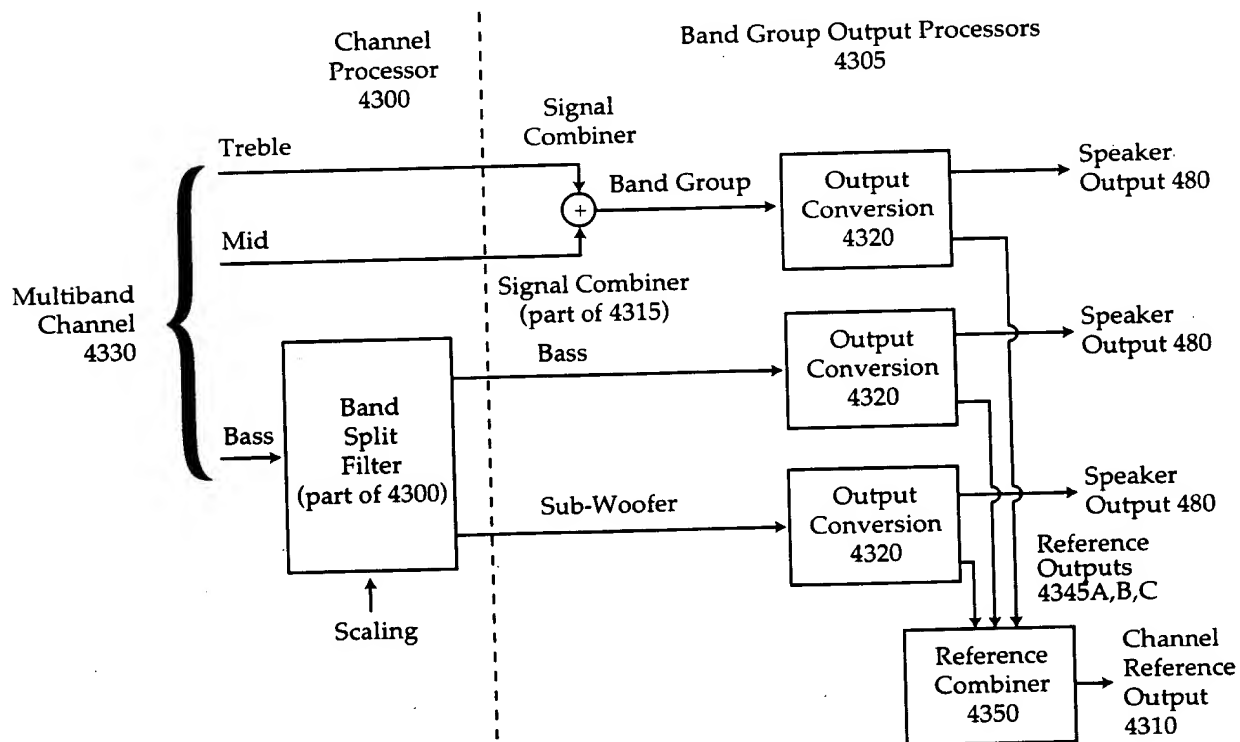 Channel
Processor
4300
Band Group Output Processors
4305
Signal
Combiner
Treble
Band Group
Output
Conversion
4320
Speaker
Output 480
+
Mid
Multiband
Channel
4330
Signal Combiner
(part of 4315)
Bass
Output
Conversion
4320
Speaker
Output 480
Bass
Band
Split
Filter
(part of 4300)
Sub-Woofer
Output
Conversion
4320
Speaker
Output 480
Reference
Outputs
4345A,B,C
Scaling
Reference
Combiner
4350
Channel
Reference
Output
4310